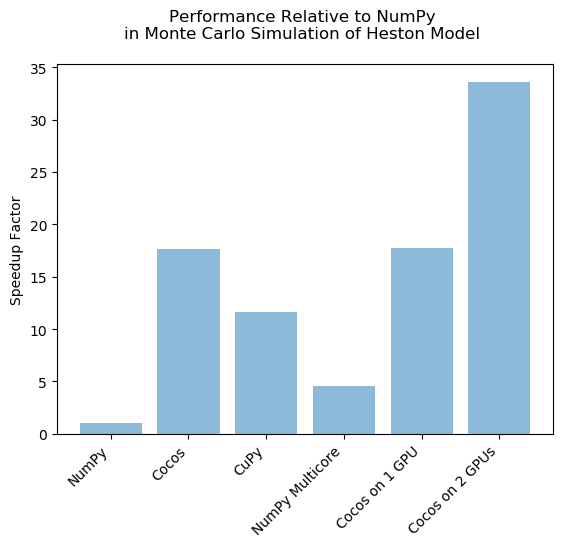 Performance Relative to NumPy
in Monte Carlo Simulation of Heston Model
Speedup Factor
35
30
25
20
15
10
5
0
NumPy
Cocos
CuPy
NumPy Multicore
Cocos on 1 GPU
Cocos on 2 GPUs